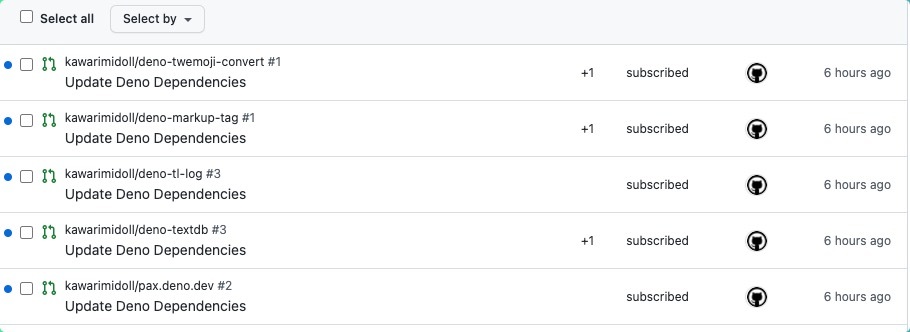 Select all Select by
kawarimidoll/deno-twemoji-convert #1
Update Deno Dependencies
+1 subscribed 6 hours ago
kawarimidoll/deno-markup-tag #1
Update Deno Dependencies
+1 subscribed 6 hours ago
kawarimidoll/deno-tl-log #3
Update Deno Dependencies
subscribed 6 hours ago
kawarimidoll/deno-textdb #3
Update Deno Dependencies
+1 subscribed 6 hours ago
kawarimidoll/pax.deno.dev #2
Update Deno Dependencies
subscribed 6 hours ago